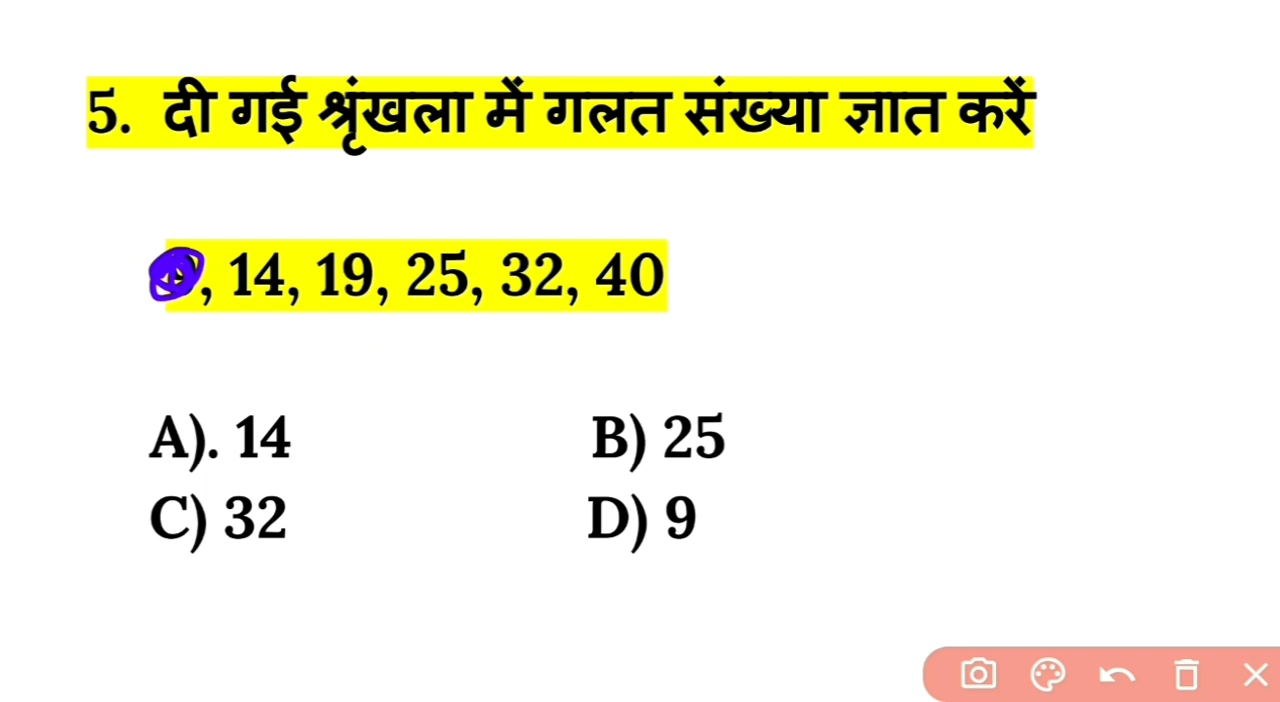 5. दी गई श्रृंखला में गलत संख्या ज्ञात करें
, 14, 19, 25, 32, 40
A). 14 B) 25
C) 32 D) 9